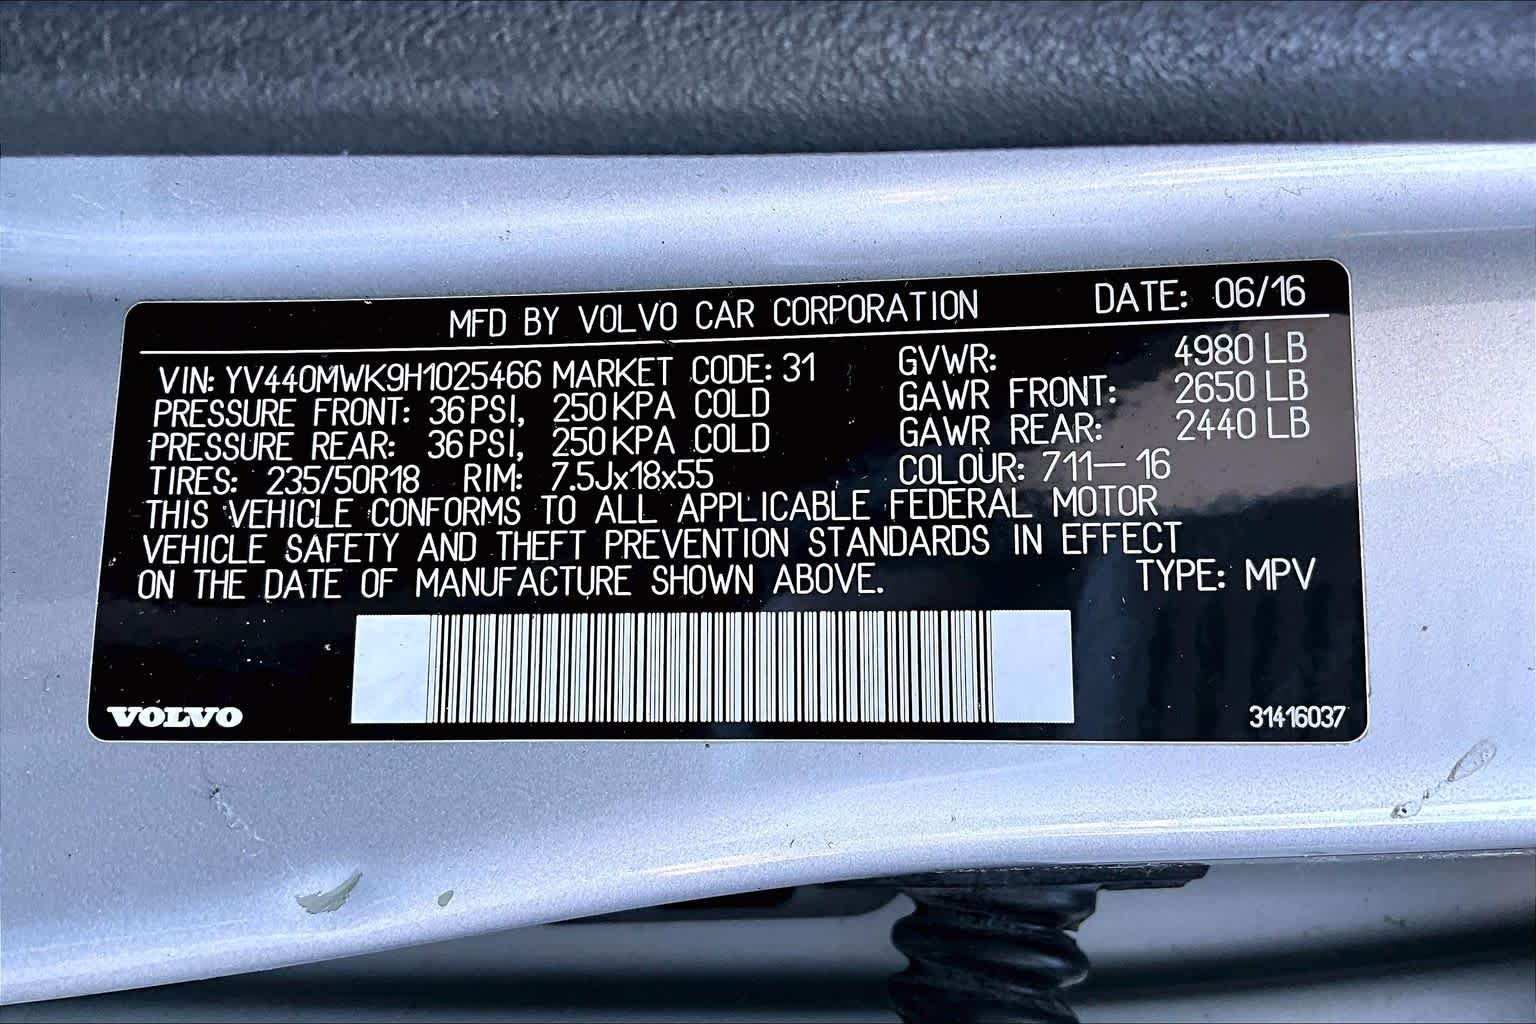 MFD BY VOLVO CAR CORPORATION DATE: 06/16
VIN: YV440MWK9H1025466 MARKET CODE: 31 GVWR: 4980 LB
PRESSURE FRONT: 36 PSI, 250 KPA COLD GAWR FRONT: 2650 LB
PRESSURE REAR: 36 PSI, 250 KPA COLD GAWR REAR: 2440 LB
TIRES: 235/50R18 RIM: 7.5Jx18x55 COLOUR: 711-16
THIS VEHICLE CONFORMS TO ALL APPLICABLE FEDERAL MOTOR
VEHICLE SAFETY AND THEFT PREVENTION STANDARDS IN EFFECT
ON THE DATE OF MANUFACTURE SHOWN ABOVE. TYPE: MPV
VOLVO 31416037